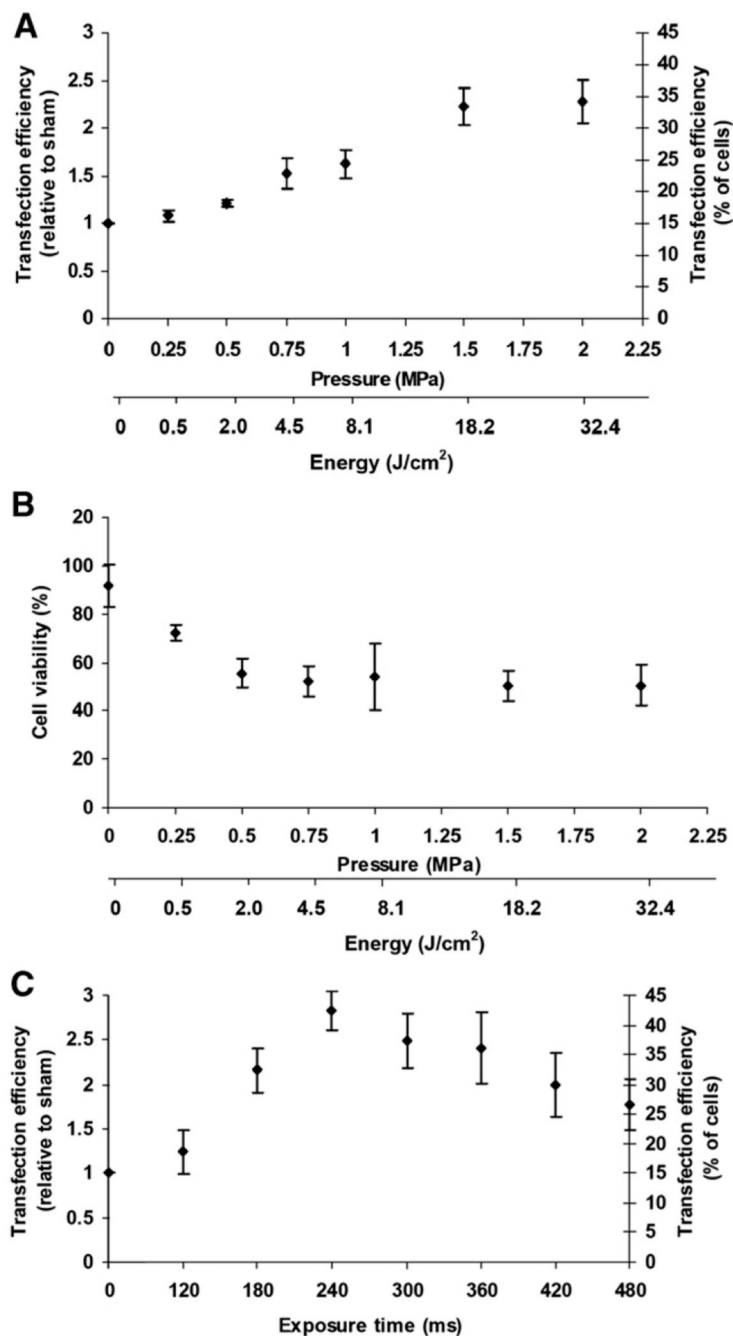 A
Transfection efficiency
(relative to sham)
3
2.5
2
1.5
1
0.5
0
45
40
35
30
25
20
15
10
5
0
Transfection efficiency
(% of cells)
0 0.25 0.5 0.75 1 1.25 1.5 1.75 2 2.25
Pressure (MPa)
0 0.5 2.0 4.5 8.1 18.2 32.4
Energy (J/cm²)
B
Cell viability (%)
20
100
80
60
40
20
0
0 0.25 0.5 0.75 1 1.25 1.5 1.75 2 2.25
Pressure (MPa)
0 0.5 2.0 4.5 8.1 18.2 32.4
Energy (J/cm²)
C
Transfection efficiency
(relative to sham)
3
2.5
2
1.5
1
0.5
0
45
40
35
30
25
20
15
10
5
0
Transfection efficiency
(% of cells)
0 120 180 240 300 360 420 480
Exposure time (ms)